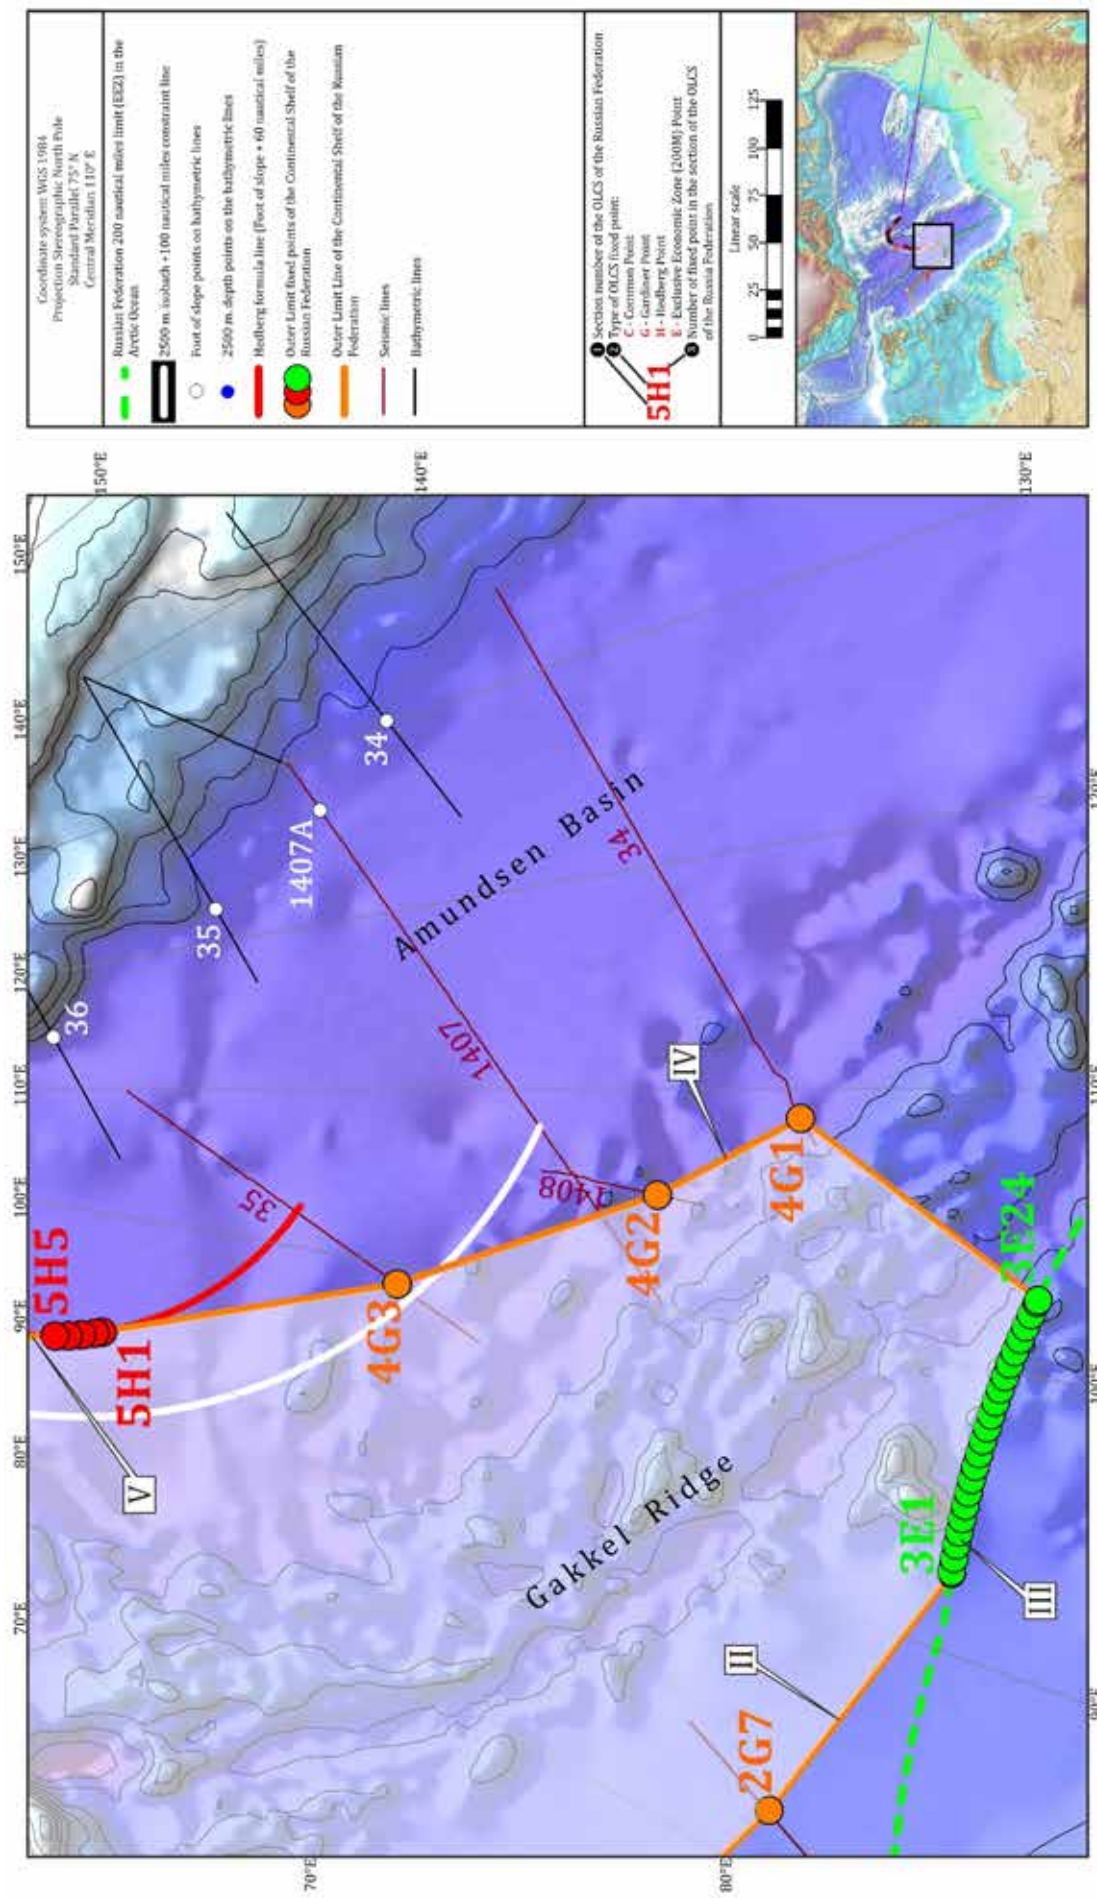 Coordinate system WGS 1984
Projection Stereographic North Pole
Standard Parallel 75° N
Central Meridian 110° E
Russian Federation 200 nautical miles limit (EEZ) in the
Arctic Ocean
2500 m isobath +100 nautical miles constraint line
Foot of slope points on bathymetric lines
2500 m depth points on the bathymetric lines
Hedberg formula line (Foot of slope + 60 nautical miles)
Outer Limit fixed points of the Continental Shelf of the
Russian Federation
Outer Limit Line of the Continental Shelf of the Russian
Federation
Seismic lines
Bathymetric lines
5H1
1 Section number of the OLCS of the Russian Federation
2 Type of OLCS fixed point:
C - Common Point
G - Gardiner Point
H - Hedberg Point
E - Exclusive Economic Zone (200M) Point
3 Number of fixed point in the section of the OLCS
of the Russia Federation
Linear scale
0 25 50 75 100 125
70°E
80°E
90°E
100°E
110°E
120°E
130°E
140°E
150°E
150°E
140°E
130°E
70°E
80°E
110°E
36
35
1407A
34
Amundsen Basin
34
1407
1408
35
IV
5H5
5H1
V
4G3
4G2
4G1
3E24
3E1
III
Gakkel Ridge
II
2G7